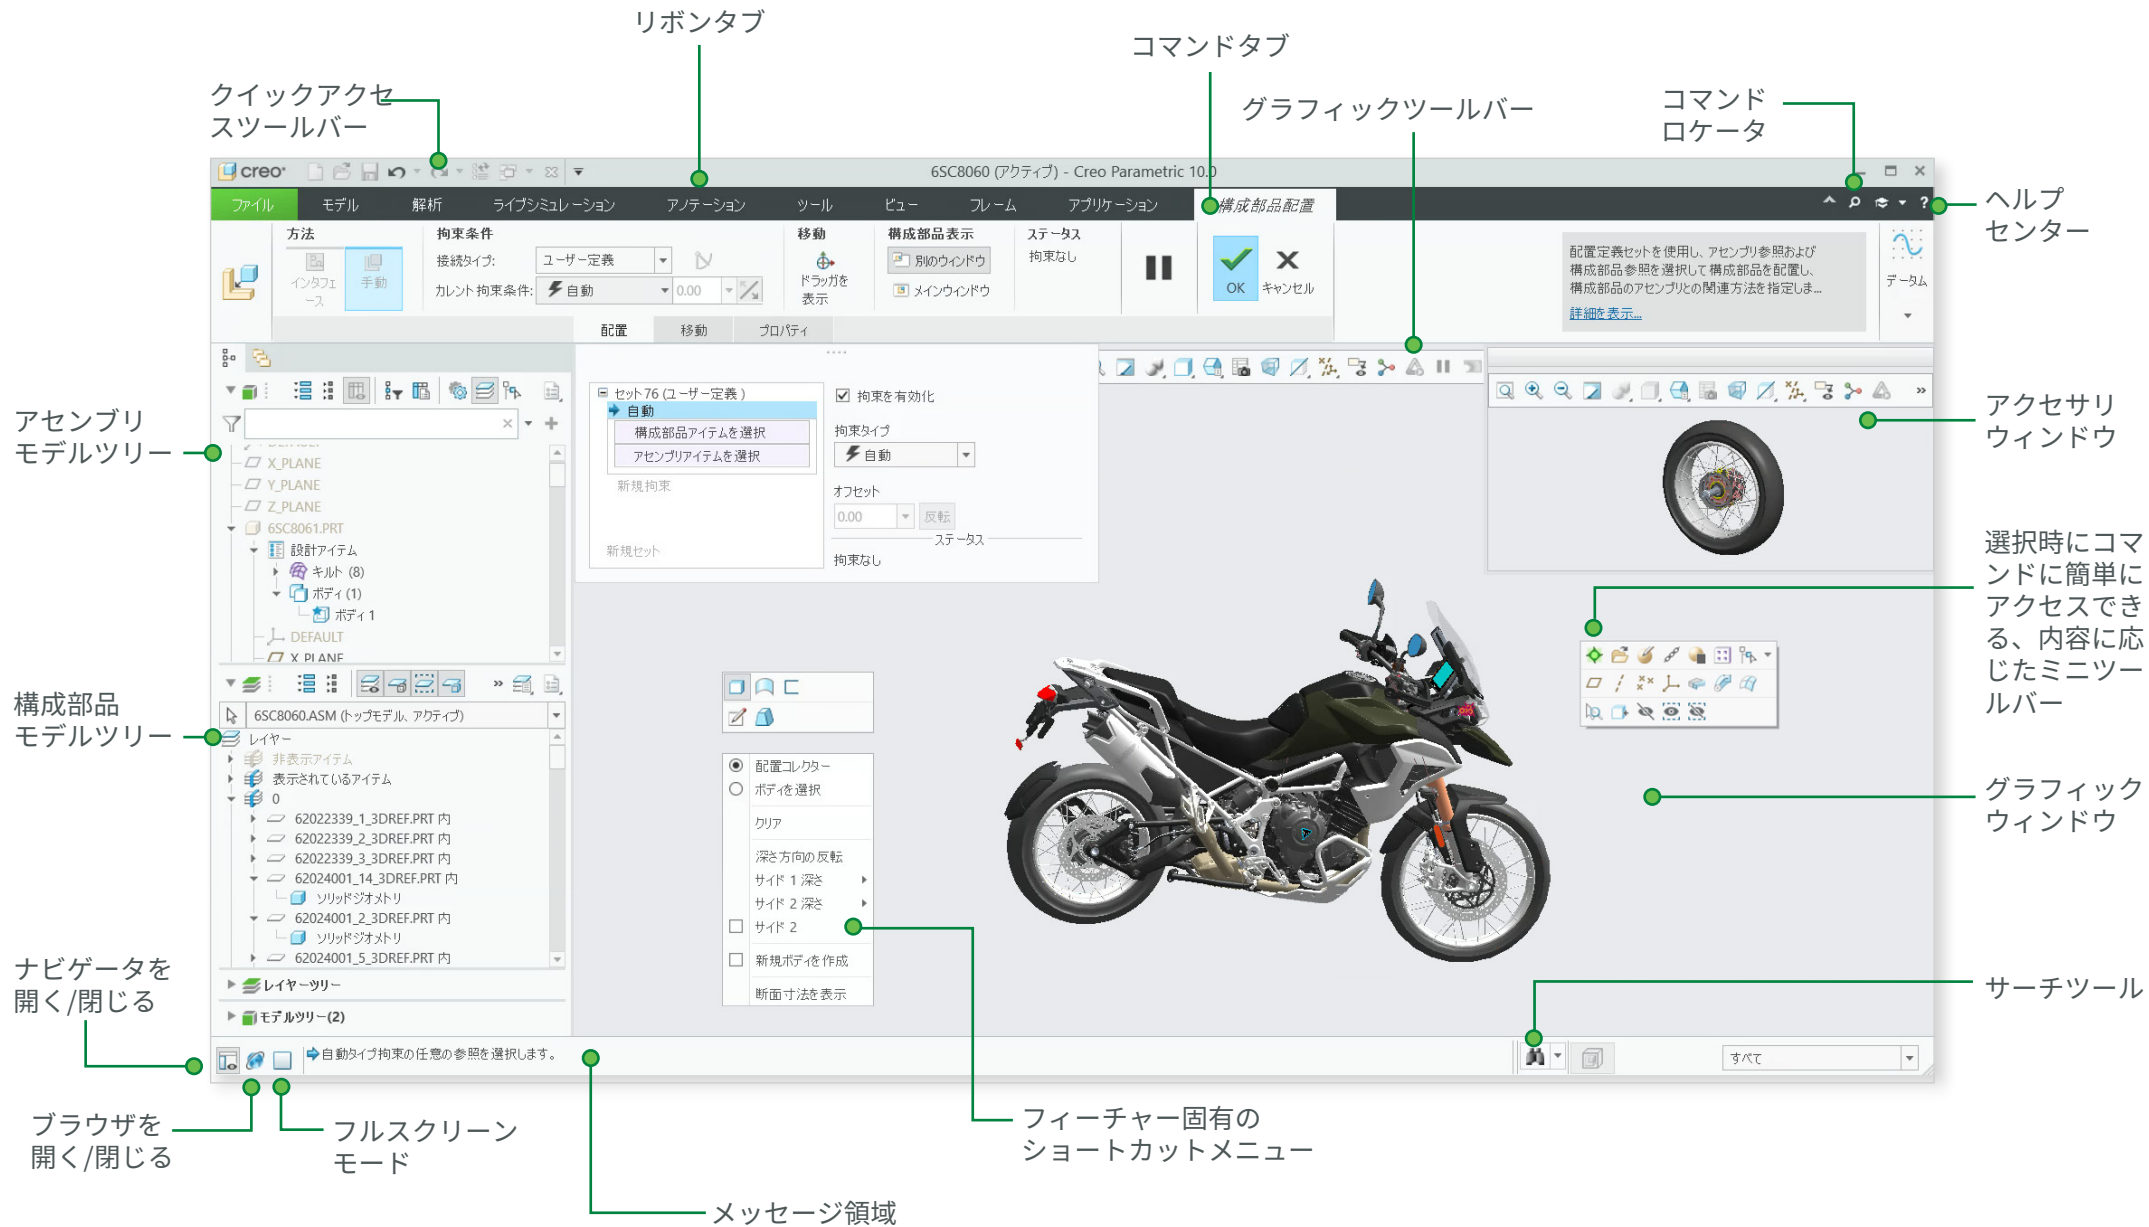 リボンタブ
コマンドタブ
クイックアクセ
スツールバー
グラフィックツールバー
コマンド
ロケータ
creo
6SC8060 (アクティブ) - Creo Parametric 10.0
ファイル
モデル
解析
ライブシミュレーション
アノテーション
ツール
ビュー
フレーム
アプリケーション
構成部品配置
ヘルプ
センター
方法
インタフェ
ース
手動
拘束条件
接続タイプ:
ユーザー定義
カレント拘束条件:
自動
0.00
移動
ドラッガを
表示
構成部品表示
別のウィンドウ
メインウィンドウ
ステータス
拘束なし
OK
キャンセル
配置定義セットを使用し、アセンブリ参照および
構成部品参照を選択して構成部品を配置し、
構成部品のアセンブリとの関連方法を指定しま...
詳細を表示...
データム
配置
移動
プロパティ
アセンブリ
モデルツリー
X_PLANE
Y_PLANE
Z_PLANE
6SC8061.PRT
設計アイテム
キルト (8)
ボディ (1)
ボディ 1
DEFAULT
X_PLANE
セット76 (ユーザー定義)
自動
構成部品アイテムを選択
アセンブリアイテムを選択
新規拘束
新規セット
拘束を有効化
拘束タイプ
自動
オフセット
0.00
反転
ステータス
拘束なし
アクセサリ
ウィンドウ
選択時にコマ
ンドに簡単に
アクセスでき
る、内容に応
じたミニツー
ルバー
構成部品
モデルツリー
6SC8060.ASM (トップモデル、アクティブ)
レイヤー
非表示アイテム
表示されているアイテム
0
62022339_1_3DREF.PRT 内
62022339_2_3DREF.PRT 内
62022339_3_3DREF.PRT 内
62024001_14_3DREF.PRT 内
ソリッドジオメトリ
62024001_2_3DREF.PRT 内
ソリッドジオメトリ
62024001_5_3DREF.PRT 内
レイヤーツリー
モデルツリー(2)
配置コレクター
ボディを選択
クリア
深さ方向の反転
サイド 1 深さ
サイド 2 深さ
サイド 2
新規ボディを作成
断面寸法を表示
グラフィック
ウィンドウ
サーチツール
ナビゲータを
開く/閉じる
自動タイプ拘束の任意の参照を選択します。
すべて
ブラウザを
開く/閉じる
フルスクリーン
モード
フィーチャー固有の
ショートカットメニュー
メッセージ領域